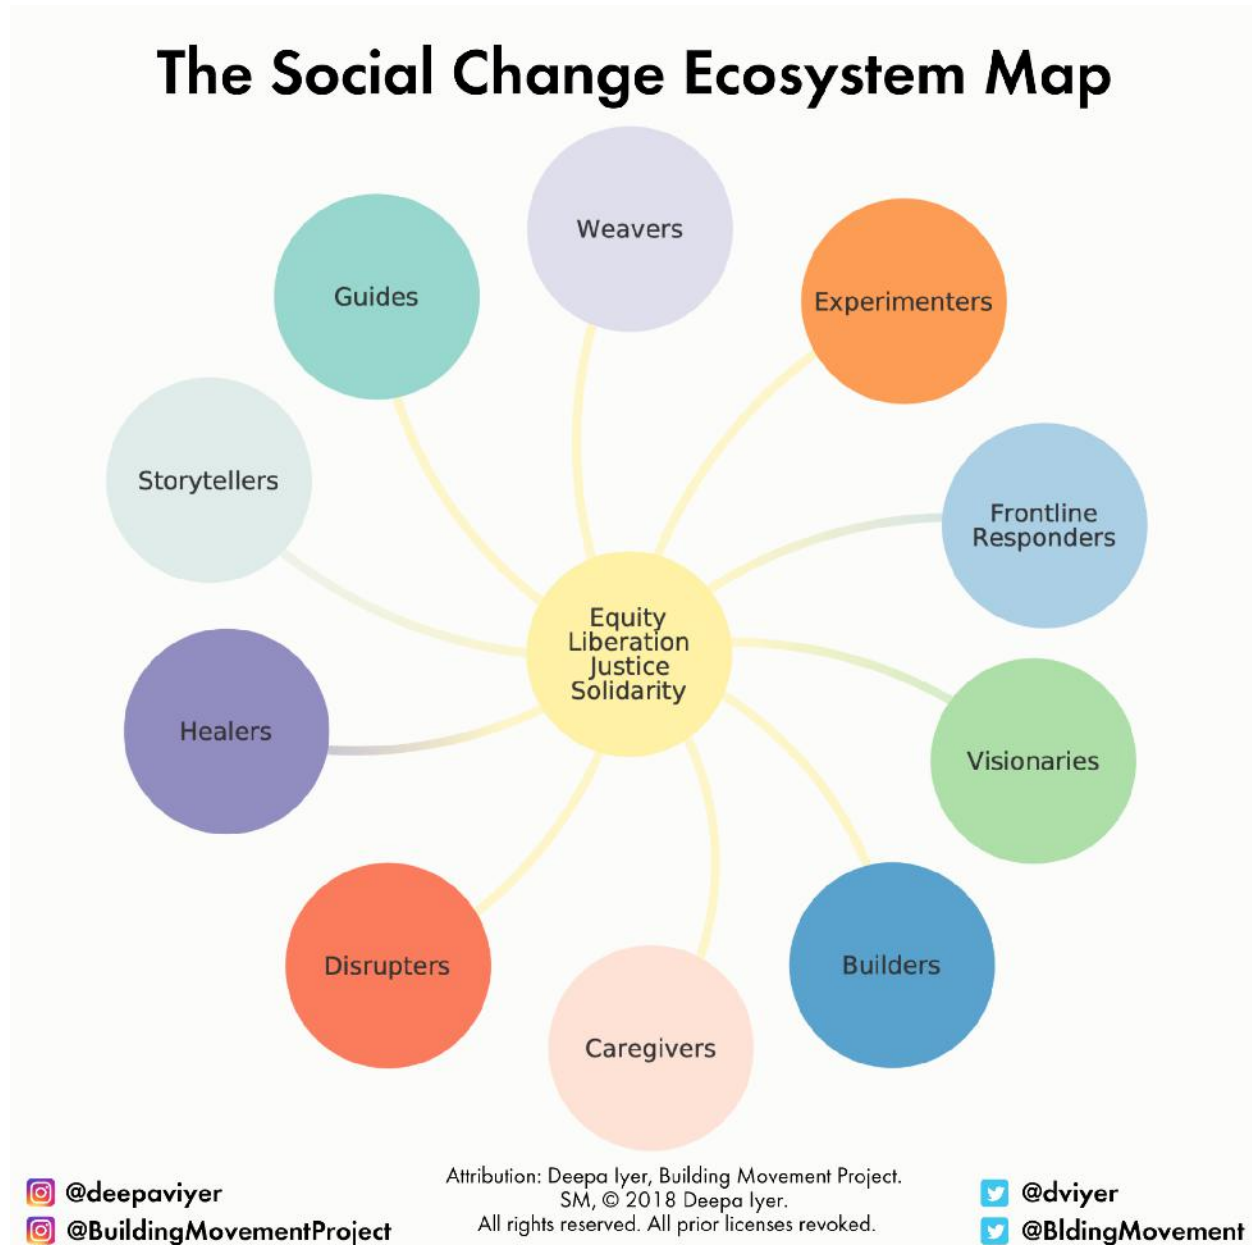 The Social Change Ecosystem Map
Weavers
Guides
Experimenters
Storytellers
Frontline
Responders
Equity
Liberation
Justice
Solidarity
Healers
Visionaries
Disrupters
Builders
Caregivers
@deepaviyer
@BuildingMovementProject
Attribution: Deepa Iyer, Building Movement Project.
SM, © 2018 Deepa Iyer.
All rights reserved. All prior licenses revoked.
@dviyer
@BldingMovement